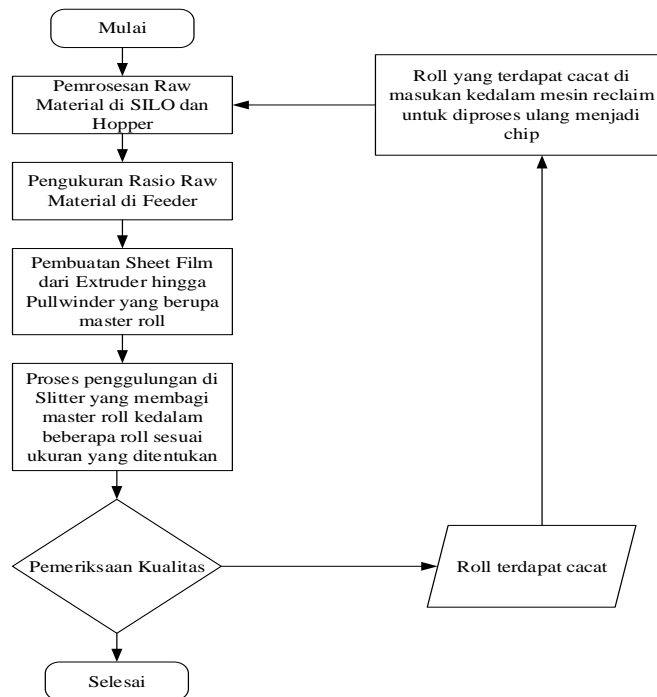 Mulai
Pemrosesan Raw
Material di SILO dan
Hopper
Pengukuran Rasio Raw
Material di Feeder
Pembuatan Sheet Film
dari Extruder hingga
Pullwinder yang berupa
master roll
Proses penggulungan di
Slitter yang membagi
master roll kedalam
beberapa roll sesuai
ukuran yang ditentukan
Pemeriksaan Kualitas
Selesai
Roll terdapat cacat
Roll yang terdapat cacat di
masukan kedalam mesin reclaim
untuk diproses ulang menjadi
chip